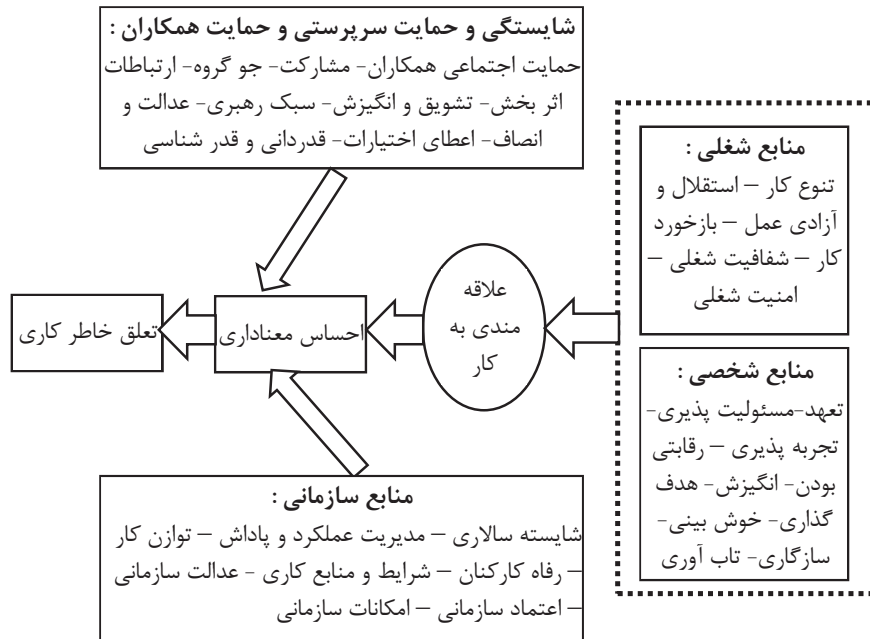 شایستگی و حمایت سرپرستی و حمایت همکاران :
حمایت اجتماعی همکاران- مشارکت- جو گروه- ارتباطات
اثر بخش- تشویق و انگیزش- سبک رهبری- عدالت و
انصاف- اعطای اختیارات- قدردانی و قدر شناسی
منابع شغلی :
تنوع کار – استقلال و
آزادی عمل – بازخورد
کار – شفافیت شغلی –
امنیت شغلی
علاقه
مندی به
کار
احساس معناداری
تعلق خاطر کاری
منابع شخصی :
تعهد-مسئولیت پذیری-
تجربه پذیری – رقابتی
بودن- انگیزش- هدف
گذاری- خوش بینی-
سازگاری- تاب آوری
منابع سازمانی :
شایسته سالاری – مدیریت عملکرد و پاداش – توازن کار
– رفاه کارکنان – شرایط و منابع کاری - عدالت سازمانی
– اعتماد سازمانی – امکانات سازمانی